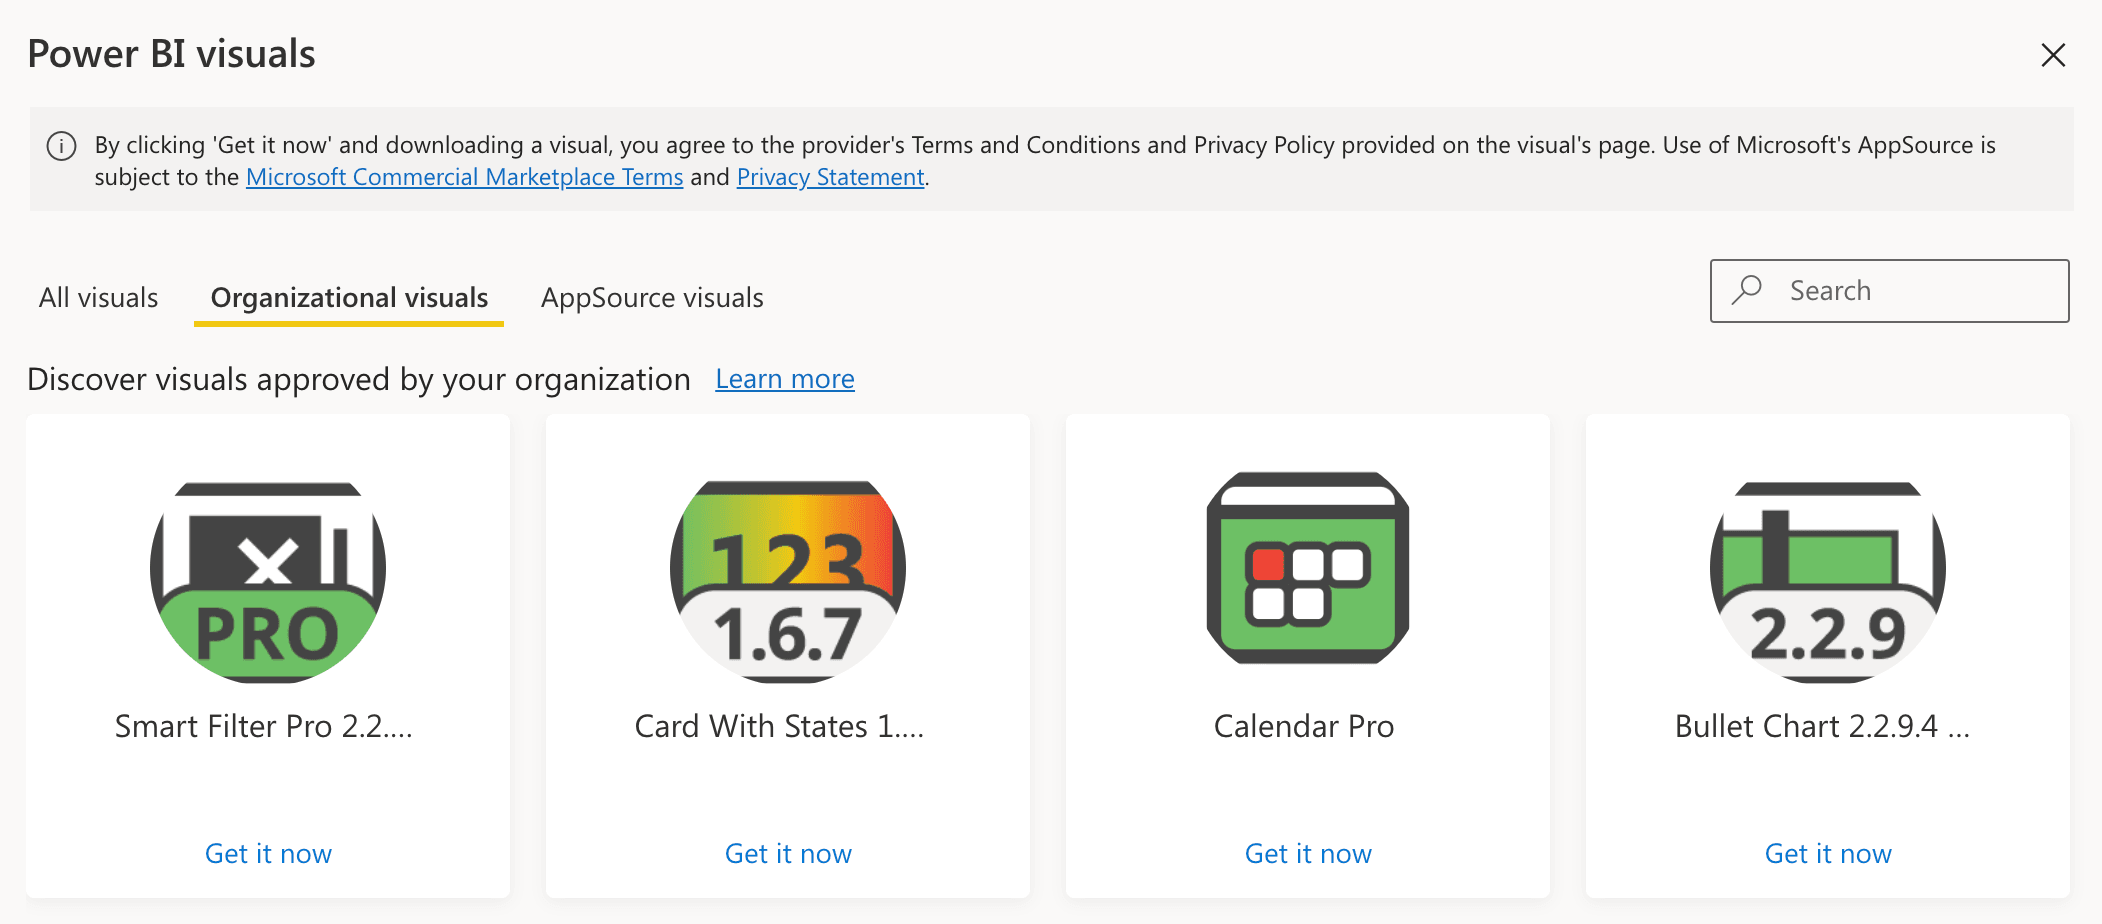 Power BI visuals
By clicking 'Get it now' and downloading a visual, you agree to the provider's Terms and Conditions and Privacy Policy provided on the visual's page. Use of Microsoft's AppSource is
subject to the Microsoft Commercial Marketplace Terms and Privacy Statement.
All visuals
Organizational visuals
AppSource visuals
Search
Discover visuals approved by your organization Learn more
PRO
Smart Filter Pro 2.2....
Get it now
123
1.6.7
Card With States 1....
Get it now
Calendar Pro
Get it now
2.2.9
Bullet Chart 2.2.9.4 ...
Get it now